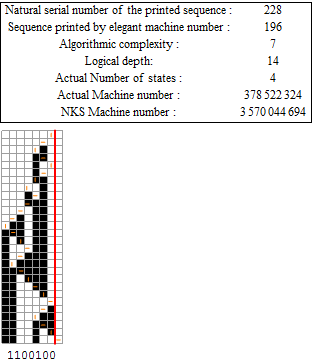 Natural serial number of the printed sequence : 228
Sequence printed by elegant machine number : 196
Algorithmic complexity : 7
Logical depth: 14
Actual Number of states : 4
Actual Machine number : 378 522 324
NKS Machine number : 3 570 044 694
1100100